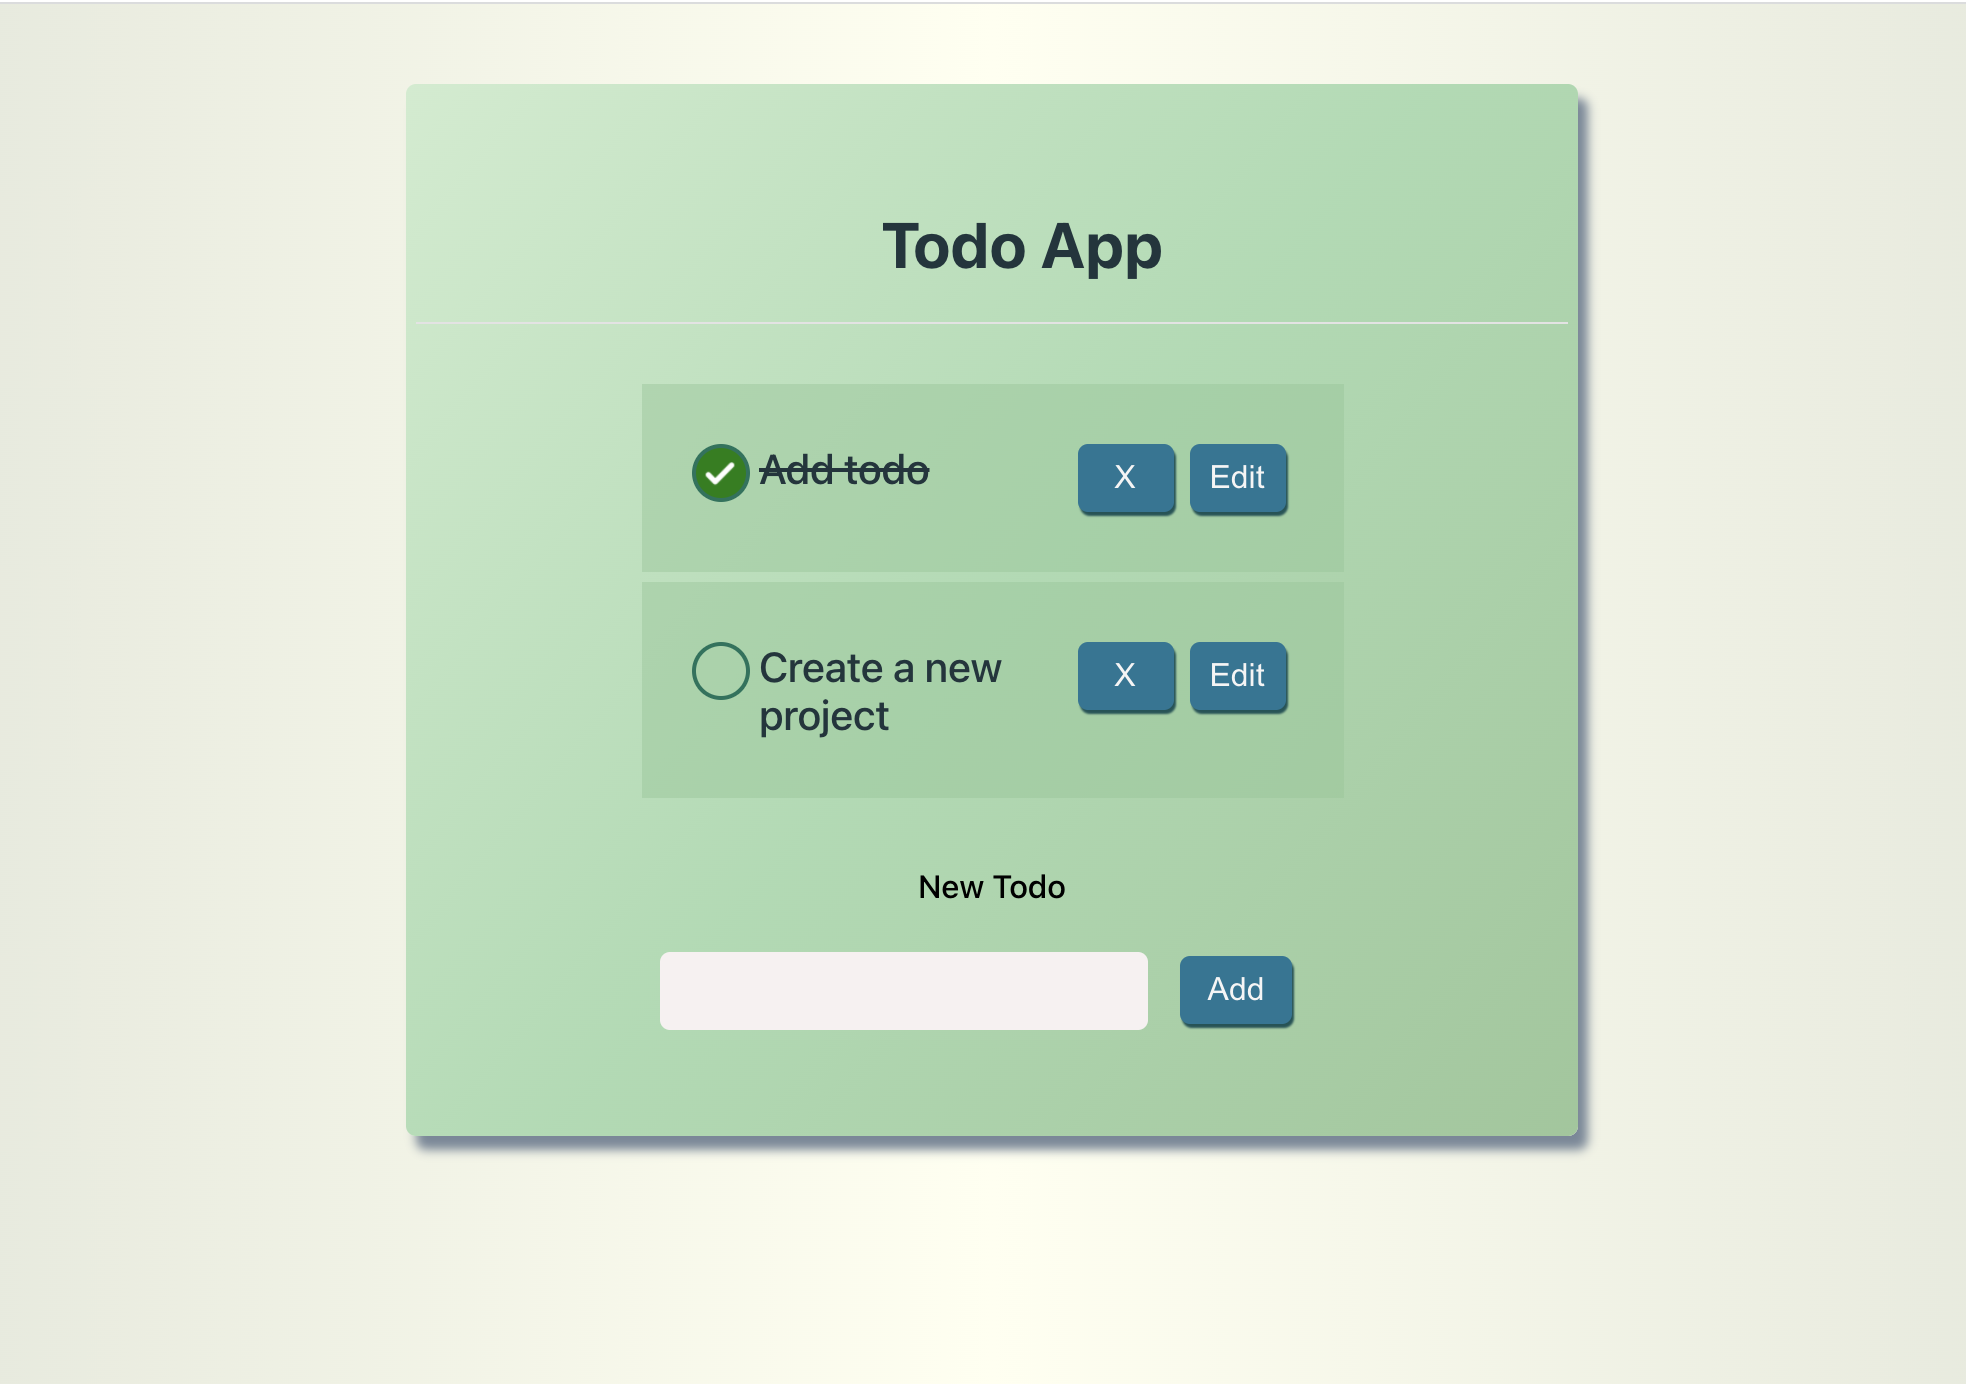 Todo App
Add todo X Edit
Create a new X Edit
project
New Todo
Add